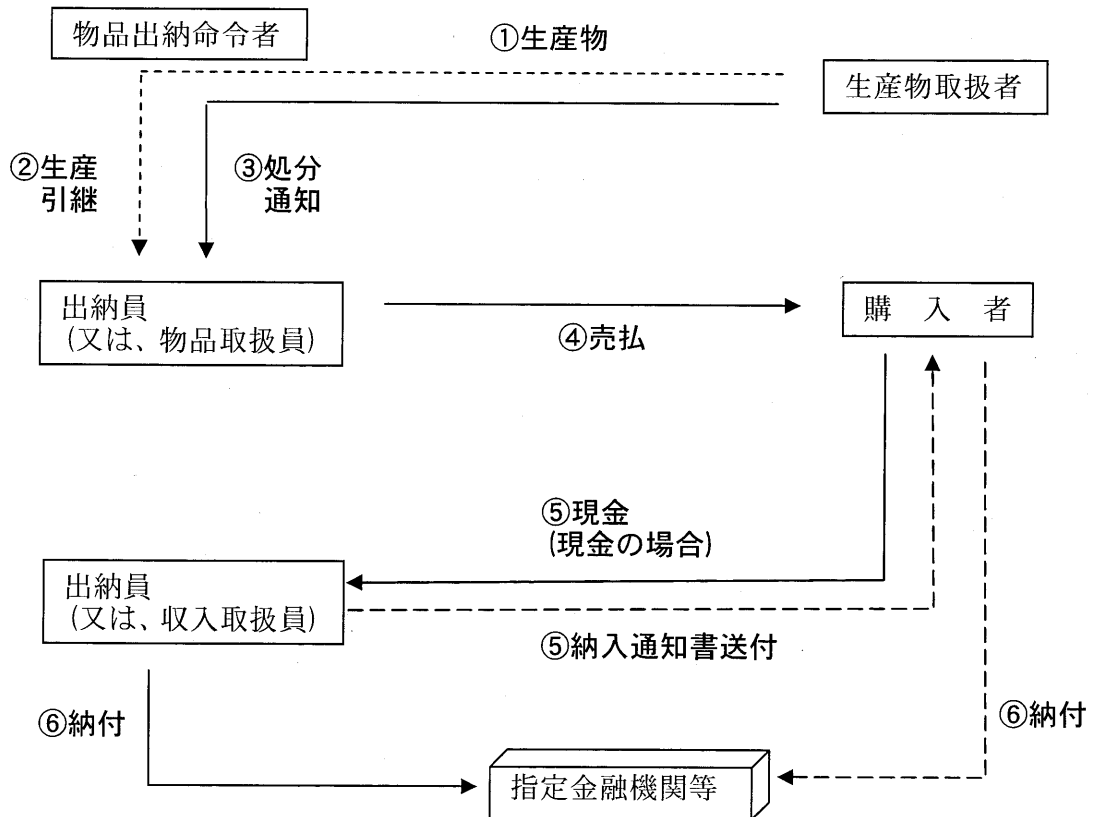 物品出納命令者
①生産物
生産物取扱者
②生産
引継
③処分
通知
出納員
(又は、物品取扱員)
④売払
購入者
⑤現金
(現金の場合)
出納員
(又は、収入取扱員)
⑤納入通知書送付
⑥納付
⑥納付
指定金融機関等